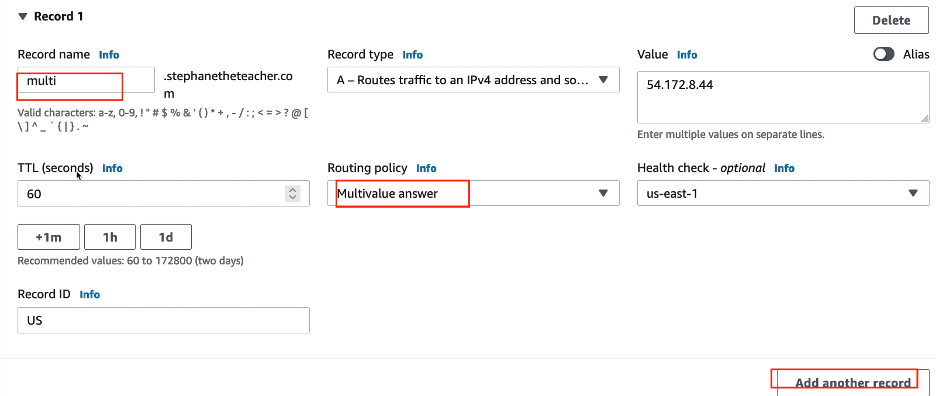 ▼ Record 1
Delete
Record name Info
multi
.stephanetheteacher.co
m
Valid characters: a-z, 0-9, ! " # $ % & ' ( ) * + , - / : ; < = > ? @ [
\ ] ^ _ ` { | } . ~
Record type Info
A – Routes traffic to an IPv4 address and so...
Value Info
Alias
54.172.8.44
Enter multiple values on separate lines.
TTL (seconds) Info
60
+1m
1h
1d
Recommended values: 60 to 172800 (two days)
Routing policy Info
Multivalue answer
Health check - optional Info
us-east-1
Record ID Info
US
Add another record